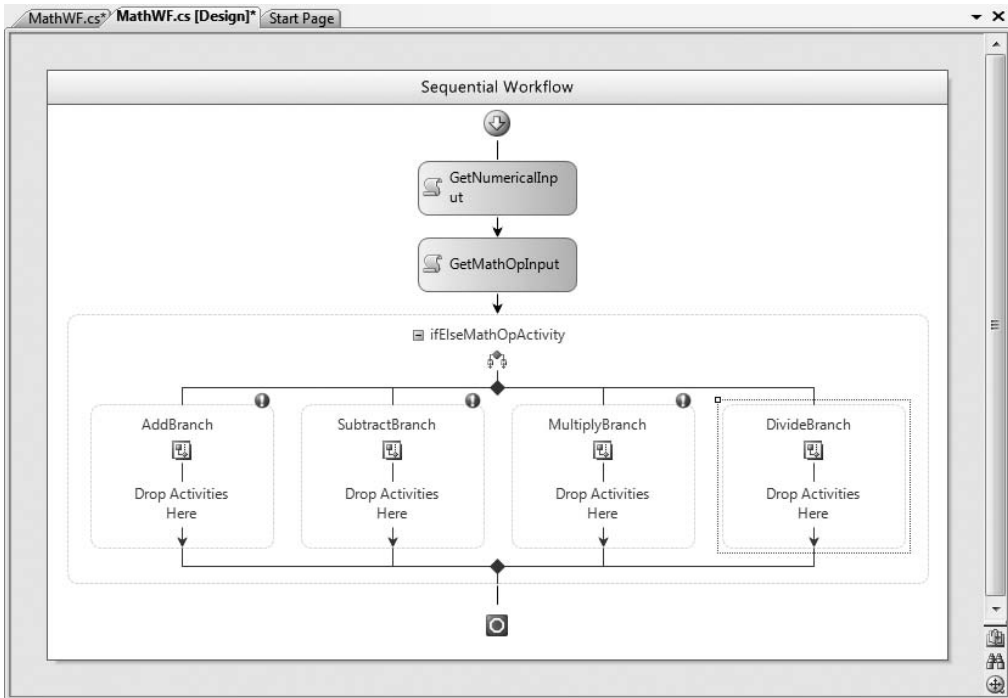 MathWF.cs*
MathWF.cs [Design]*
Start Page
Sequential Workflow
GetNumericalInp
ut
GetMathOpInput
ifElseMathOpActivity
AddBranch
SubtractBranch
MultiplyBranch
DivideBranch
Drop Activities
Here
Drop Activities
Here
Drop Activities
Here
Drop Activities
Here